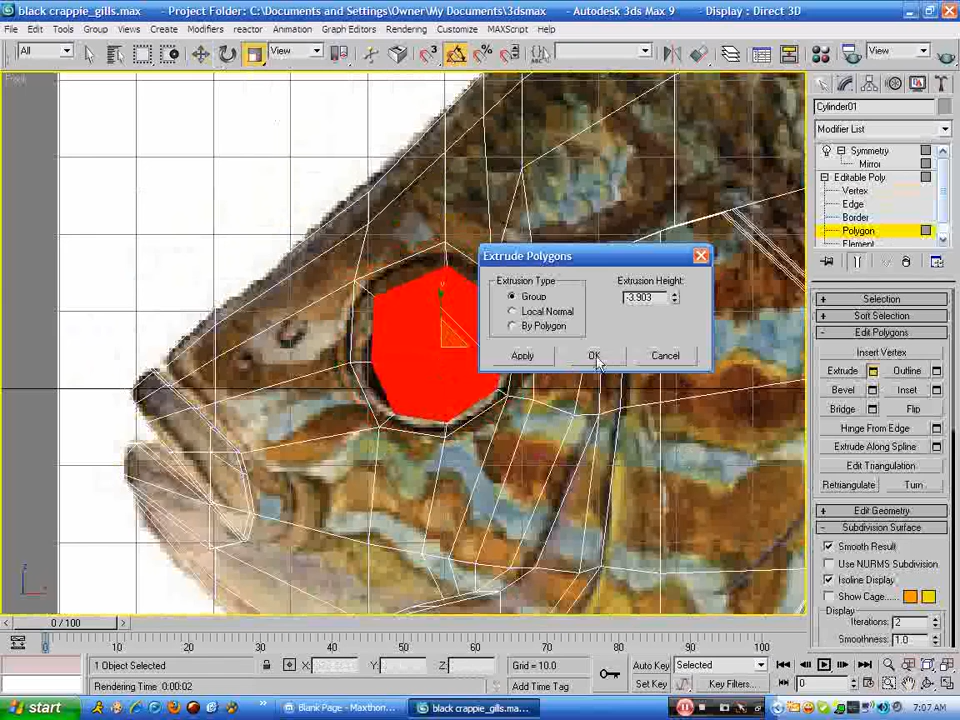 black crappie_gills.max - Project Folder: C:\Documents and Settings\Owner\My Documents\3dsmax - Autodesk 3ds Max 9 - Display : Direct 3D
File Edit Tools Group Views Create Modifiers reactor Animation Graph Editors Rendering Customize MAXScript Help
All View View
Front
Cylinder01
Modifier List
Symmetry
Mirror
Editable Poly
Vertex
Edge
Border
Polygon
Element
Extrude Polygons
Extrusion Type Extrusion Height:
Group -3.903
Local Normal
By Polygon
Apply OK Cancel
+ Selection
+ Soft Selection
- Edit Polygons
Insert Vertex
Extrude Outline
Bevel Inset
Bridge Flip
Hinge From Edge
Extrude Along Spline
Edit Triangulation
Retriangulate Turn
+ Edit Geometry
- Subdivision Surface
Smooth Result
Use NURMS Subdivision
Isoline Display
Show Cage......
Display
Iterations: 2
Smoothness: 1.0
z
x
0 / 100
0 10 20 30 40 50 60 70 80 90 100
1 Object Selected X: Y: Z: Grid = 10.0 Auto Key Selected
Rendering Time 0:00:02 Add Time Tag Set Key Key Filters... 0
start Blank Page - Maxthon... black crappie_gills.ma... 7:07 AM